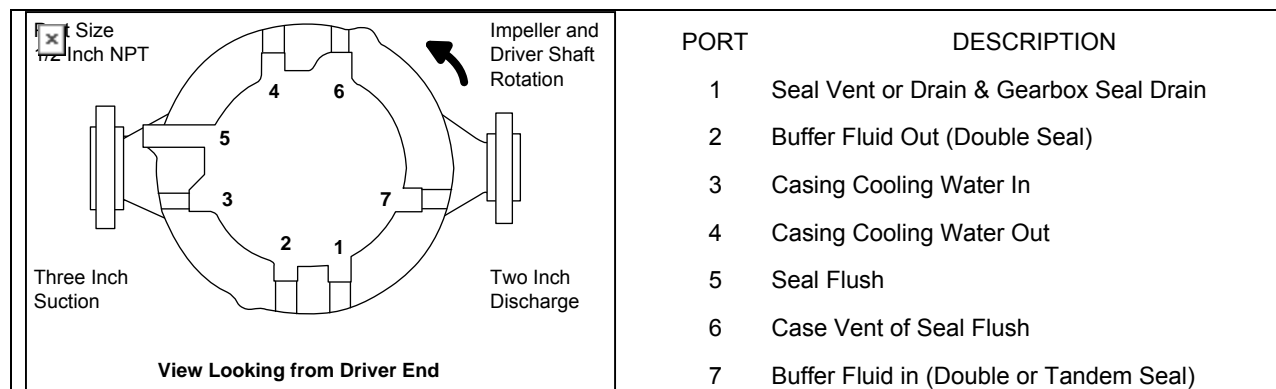 Size
1/2 Inch NPT
Impeller and
Driver Shaft
Rotation
4
6
5
3
7
2
1
Three Inch
Suction
Two Inch
Discharge
View Looking from Driver End
PORT DESCRIPTION
1 Seal Vent or Drain & Gearbox Seal Drain
2 Buffer Fluid Out (Double Seal)
3 Casing Cooling Water In
4 Casing Cooling Water Out
5 Seal Flush
6 Case Vent of Seal Flush
7 Buffer Fluid in (Double or Tandem Seal)